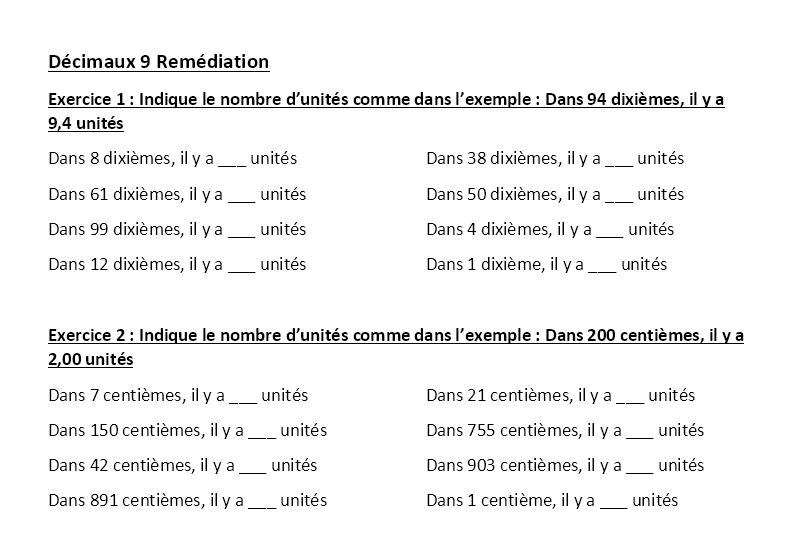 Décimaux 9 Remédiation
Exercice 1 : Indique le nombre d’unités comme dans l’exemple : Dans 94 dixièmes, il y a
9,4 unités
Dans 8 dixièmes, il y a ___ unités
Dans 38 dixièmes, il y a ___ unités
Dans 61 dixièmes, il y a ___ unités
Dans 50 dixièmes, il y a ___ unités
Dans 99 dixièmes, il y a ___ unités
Dans 4 dixièmes, il y a ___ unités
Dans 12 dixièmes, il y a ___ unités
Dans 1 dixième, il y a ___ unités
Exercice 2 : Indique le nombre d’unités comme dans l’exemple : Dans 200 centièmes, il y a
2,00 unités
Dans 7 centièmes, il y a ___ unités
Dans 21 centièmes, il y a ___ unités
Dans 150 centièmes, il y a ___ unités
Dans 755 centièmes, il y a ___ unités
Dans 42 centièmes, il y a ___ unités
Dans 903 centièmes, il y a ___ unités
Dans 891 centièmes, il y a ___ unités
Dans 1 centième, il y a ___ unités